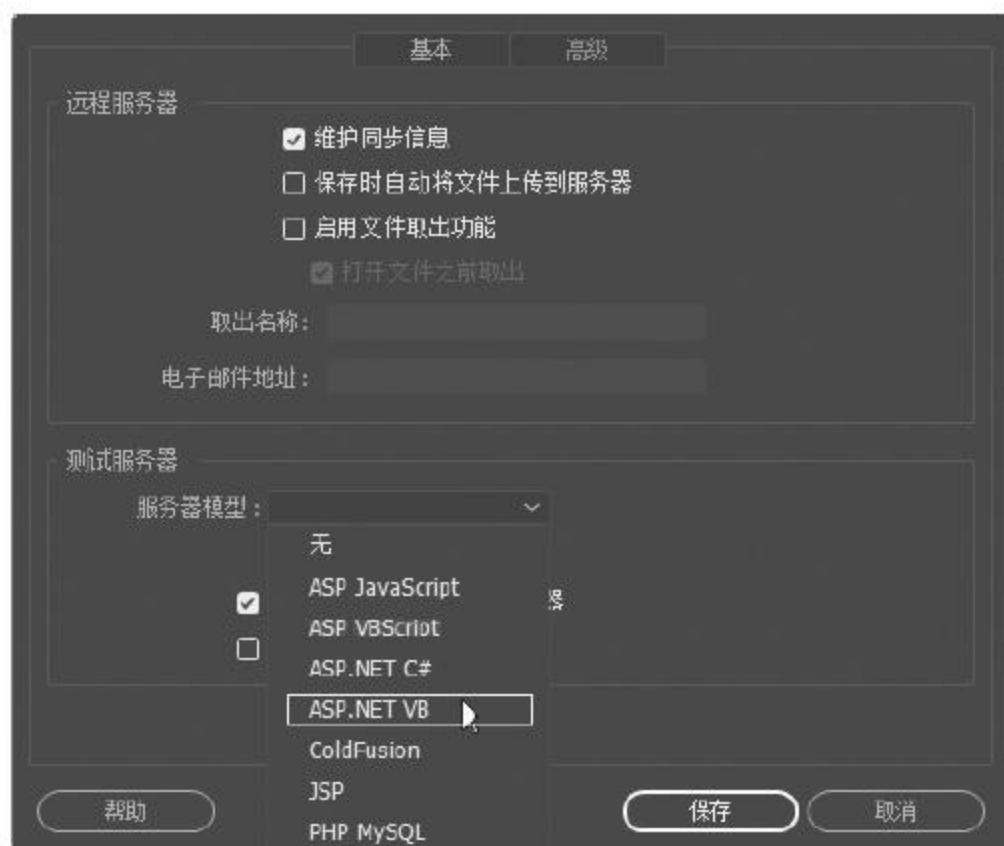 基本 高级
远程服务器
维护同步信息
保存时自动将文件上传到服务器
启用文件取出功能
打开文件之前取出
取出名称：
电子邮件地址：
测试服务器
服务器模型：
无
ASP JavaScript
器
ASP VBScript
ASP.NET C#
ASP.NET VB
ColdFusion
JSP
PHP MySQL
帮助 保存 取消